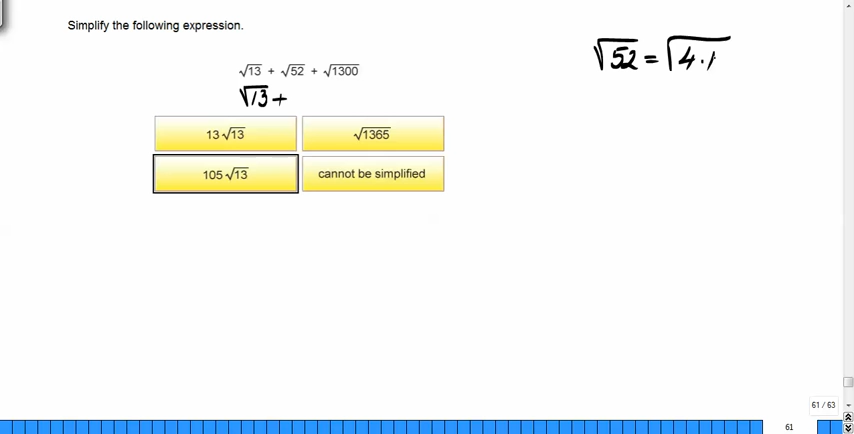 Simplify the following expression.
√13 + √52 + √1300
√52 = √4·1
√13 +
13√13
√1365
105√13
cannot be simplified
61 / 63
61